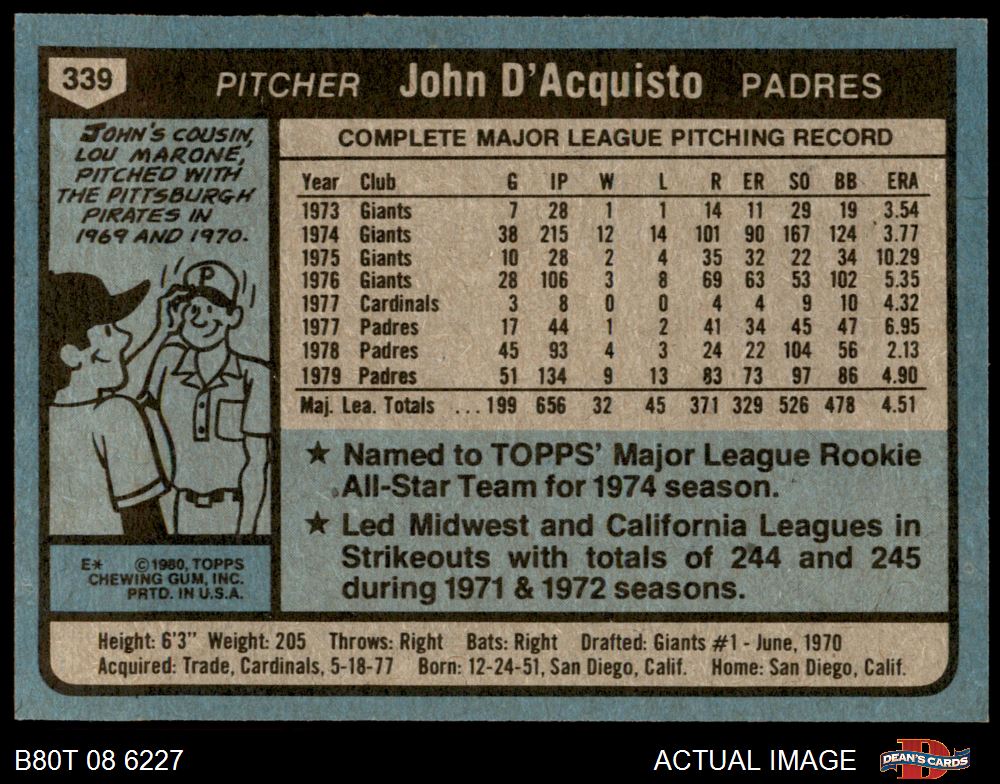 339
PITCHER John D'Acquisto PADRES
JOHN'S COUSIN,
LOU MARONE,
PITCHED WITH
THE PITTSBURGH
PIRATES IN
1969 AND 1970.
P
E* ©1980, TOPPS
CHEWING GUM, INC.
PRTD. IN U.S.A.
COMPLETE MAJOR LEAGUE PITCHING RECORD
Year Club G IP W L R ER SO BB ERA
1973 Giants 7 28 1 1 14 11 29 19 3.54
1974 Giants 38 215 12 14 101 90 167 124 3.77
1975 Giants 10 28 2 4 35 32 22 34 10.29
1976 Giants 28 106 3 8 69 63 53 102 5.35
1977 Cardinals 3 8 0 0 4 4 9 10 4.32
1977 Padres 17 44 1 2 41 34 45 47 6.95
1978 Padres 45 93 4 3 24 22 104 56 2.13
1979 Padres 51 134 9 13 83 73 97 86 4.90
Maj. Lea. Totals ...199 656 32 45 371 329 526 478 4.51
★ Named to TOPPS' Major League Rookie
All-Star Team for 1974 season.
★ Led Midwest and California Leagues in
Strikeouts with totals of 244 and 245
during 1971 & 1972 seasons.
Height: 6'3" Weight: 205 Throws: Right Bats: Right Drafted: Giants #1 - June, 1970
Acquired: Trade, Cardinals, 5-18-77 Born: 12-24-51, San Diego, Calif. Home: San Diego, Calif.
B80T 08 6227 ACTUAL IMAGE DEAN'S CARDS